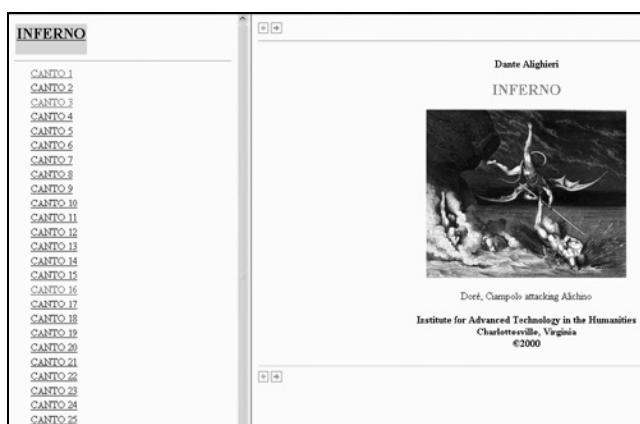 INFERNO
CANTO 1
CANTO 2
CANTO 3
CANTO 4
CANTO 5
CANTO 6
CANTO 7
CANTO 8
CANTO 9
CANTO 10
CANTO 11
CANTO 12
CANTO 13
CANTO 14
CANTO 15
CANTO 16
CANTO 17
CANTO 18
CANTO 19
CANTO 20
CANTO 21
CANTO 22
CANTO 23
CANTO 24
CANTO 25
Dante Alighieri
INFERNO
Doré, Ciampolo attacking Alichino
Institute for Advanced Technology in the Humanities
Charlottesville, Virginia
©2000